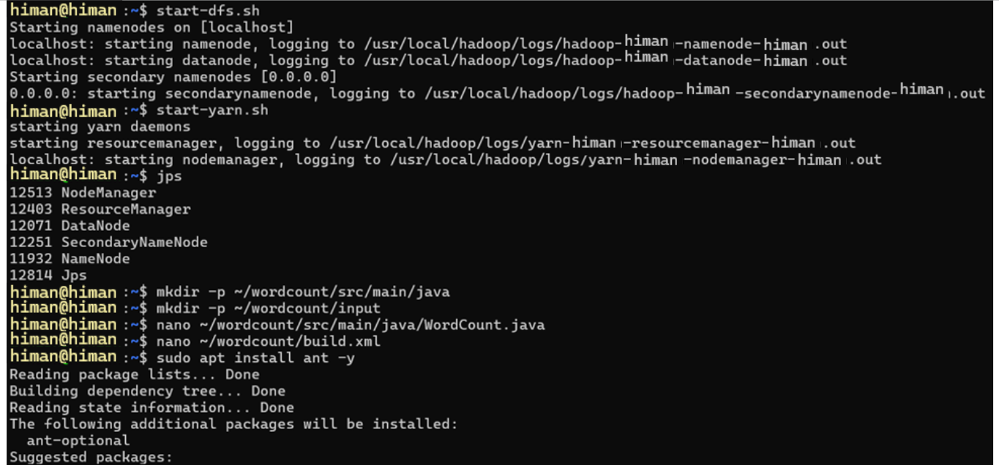 himan@himan :~$ start-dfs.sh
Starting namenodes on [localhost]
localhost: starting namenode, logging to /usr/local/hadoop/logs/hadoop-himan -namenode-himan .out
localhost: starting datanode, logging to /usr/local/hadoop/logs/hadoop-himan -datanode-himan .out
Starting secondary namenodes [0.0.0.0]
0.0.0.0: starting secondarynamenode, logging to /usr/local/hadoop/logs/hadoop-himan -secondarynamenode-himan .out
himan@himan :~$ start-yarn.sh
starting yarn daemons
starting resourcemanager, logging to /usr/local/hadoop/logs/yarn-himan -resourcemanager-himan .out
localhost: starting nodemanager, logging to /usr/local/hadoop/logs/yarn-himan -nodemanager-himan .out
himan@himan :~$ jps
12513 NodeManager
12403 ResourceManager
12071 DataNode
12251 SecondaryNameNode
11932 NameNode
12814 Jps
himan@himan :~$ mkdir -p ~/wordcount/src/main/java
himan@himan :~$ mkdir -p ~/wordcount/input
himan@himan :~$ nano ~/wordcount/src/main/java/WordCount.java
himan@himan :~$ nano ~/wordcount/build.xml
himan@himan :~$ sudo apt install ant -y
Reading package lists... Done
Building dependency tree... Done
Reading state information... Done
The following additional packages will be installed:
  ant-optional
Suggested packages: